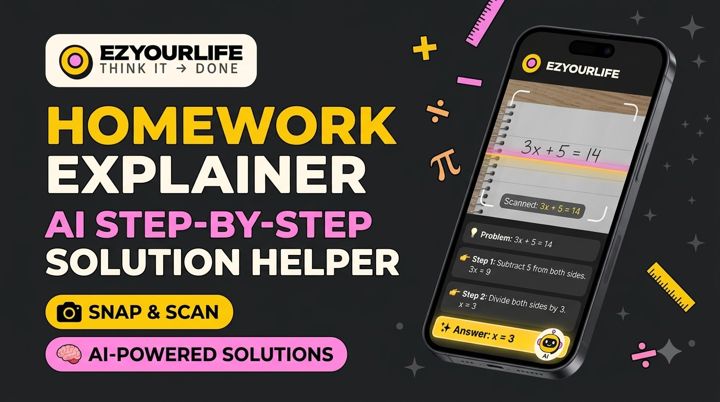 EZYOURLIFE
THINK IT → DONE
HOMEWORK
EXPLAINER
AI STEP-BY-STEP
SOLUTION HELPER
SNAP & SCAN
AI-POWERED SOLUTIONS
EZYOURLIFE
3x + 5 = 14
Scanned: 3x + 5 = 14
Problem: 3x + 5 = 14
Step 1: Subtract 5 from both sides.
3x = 9
Step 2: Divide both sides by 3.
x = 3
Answer: x = 3
AI
+
−
÷
π
÷